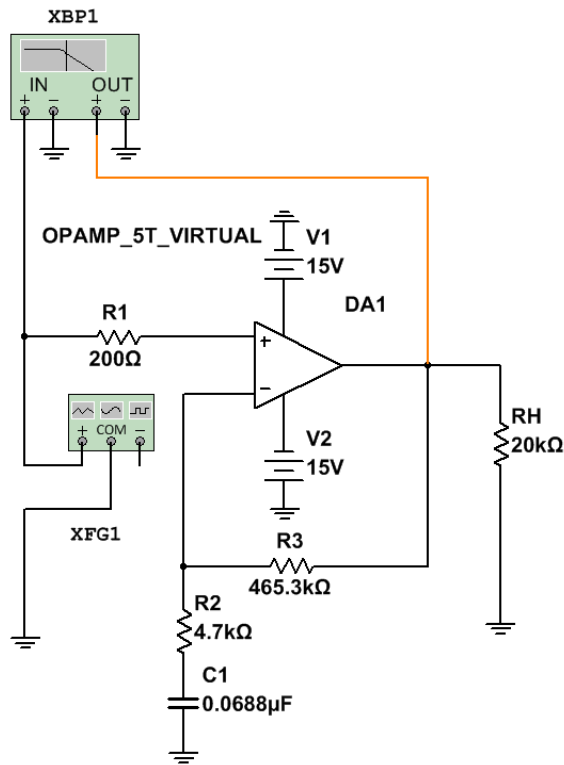 XBP1
IN OUT
+ − + −
OPAMP_5T_VIRTUAL
V1
15V
DA1
R1
200Ω
+
−
COM
+ −
XFG1
V2
15V
RH
20kΩ
R3
465.3kΩ
R2
4.7kΩ
C1
0.0688µF